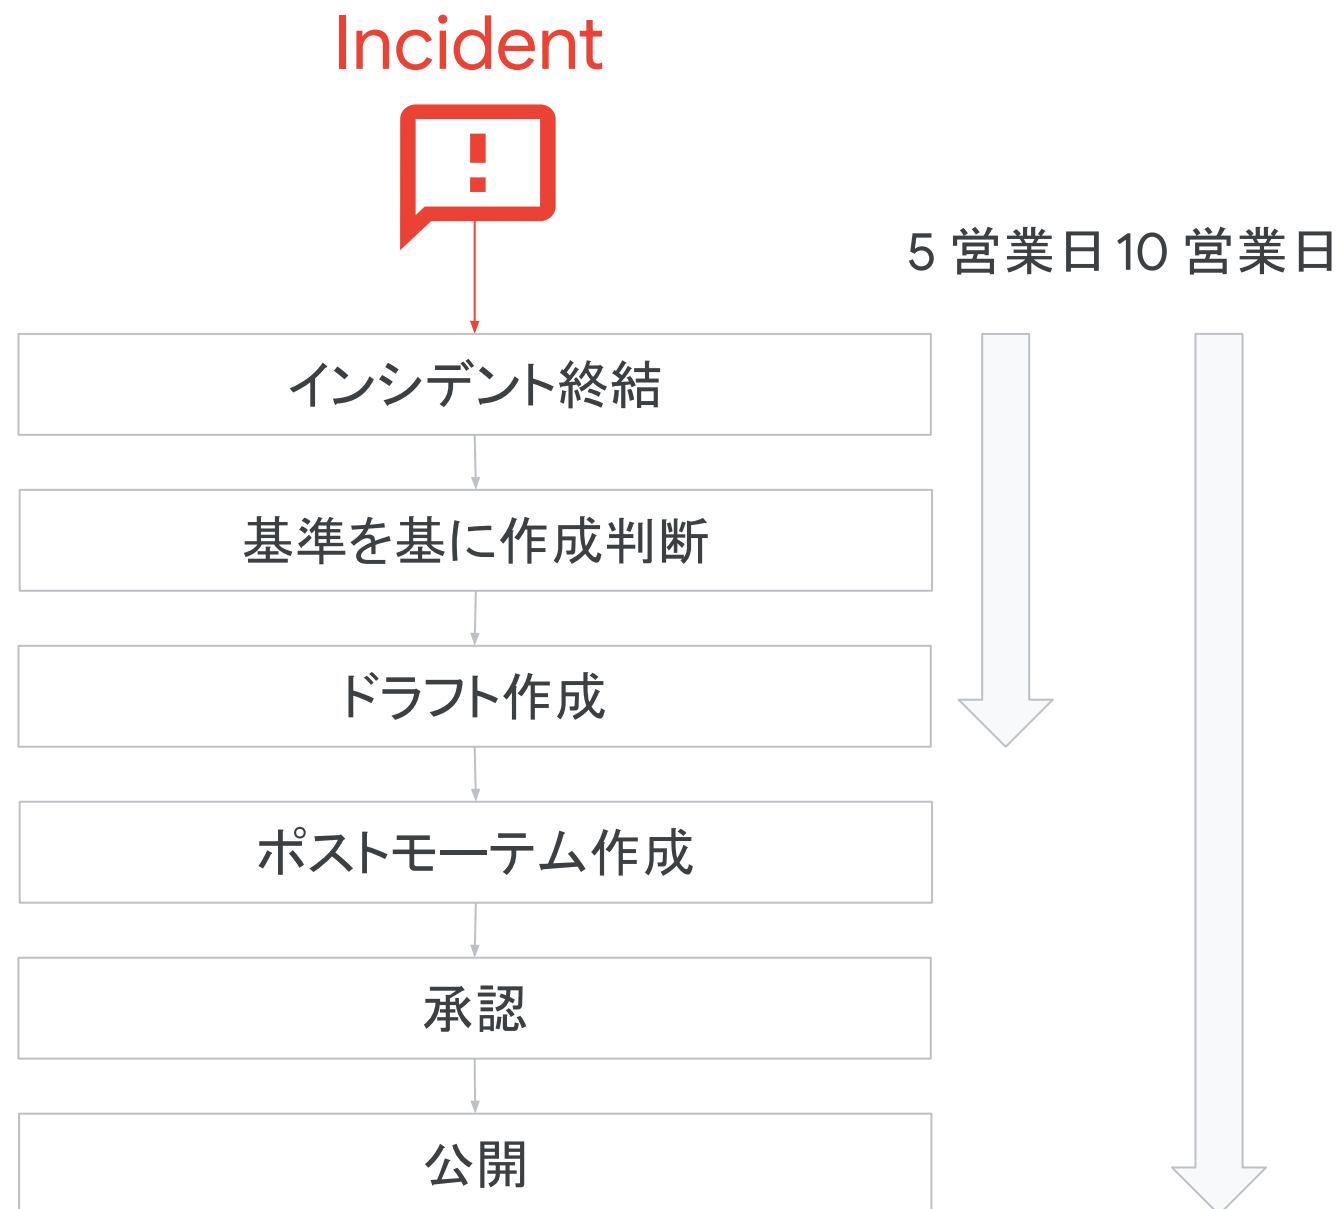 Incident
5 営業日 10 営業日
インシデント終結
基準を基に作成判断
ドラフト作成
ポストモーテム作成
承認
公開